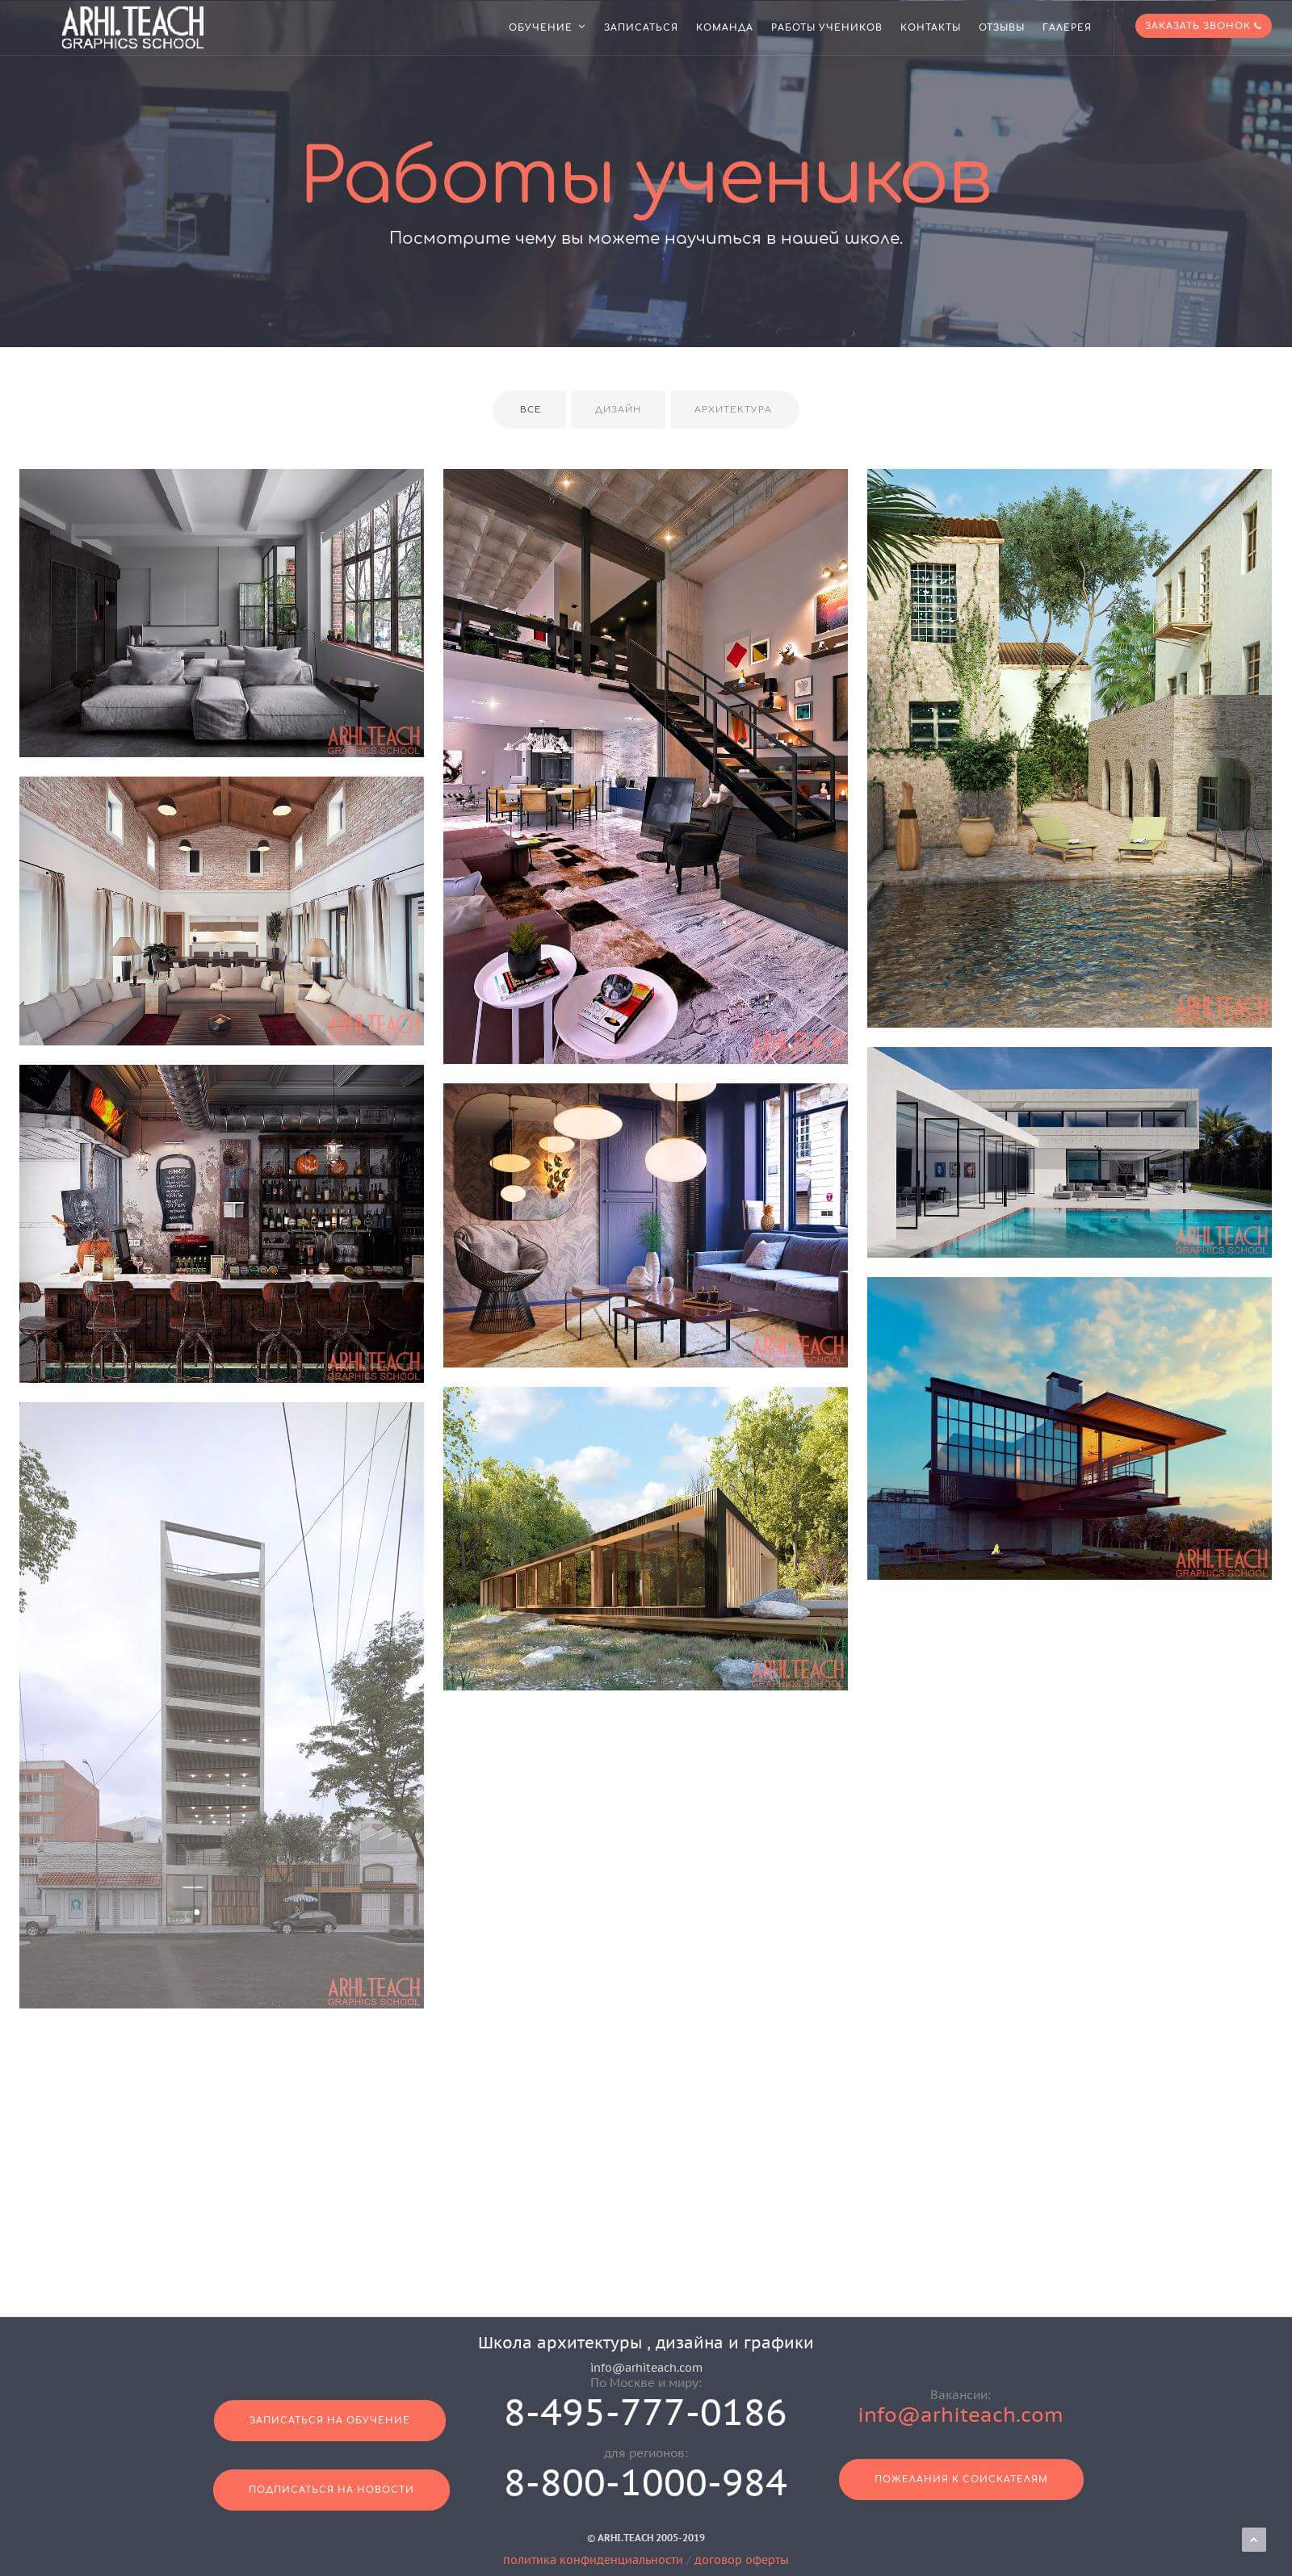 ARHI.TEACH
GRAPHICS SCHOOL
ОБУЧЕНИЕ ЗАПИСАТЬСЯ КОМАНДА РАБОТЫ УЧЕНИКОВ КОНТАКТЫ ОТЗЫВЫ ГАЛЕРЕЯ
ЗАКАЗАТЬ ЗВОНОК
Работы учеников
Посмотрите чему вы можете научиться в нашей школе.
ВСЕ ДИЗАЙН АРХИТЕКТУРА
ARHI.TEACH
GRAPHICS SCHOOL
ARHI.TEACH
ARHI.TEACH
ARHI.TEACH
GRAPHICS SCHOOL
ARHI.TEACH
GRAPHICS SCHOOL
ARHI.TEACH
GRAPHICS SCHOOL
ARHI.TEACH
GRAPHICS SCHOOL
ARHI.TEACH
GRAPHICS SCHOOL
ARHI.TEACH
GRAPHICS SCHOOL
ARHI.TEACH
GRAPHICS SCHOOL
Школа архитектуры , дизайна и графики
info@arhiteach.com
По Москве и миру:
8-495-777-0186
для регионов:
8-800-1000-984
ЗАПИСАТЬСЯ НА ОБУЧЕНИЕ
ПОДПИСАТЬСЯ НА НОВОСТИ
Вакансии:
info@arhiteach.com
ПОЖЕЛАНИЯ К СОИСКАТЕЛЯМ
© ARHI.TEACH 2005-2019
политика конфиденциальности / договор оферты